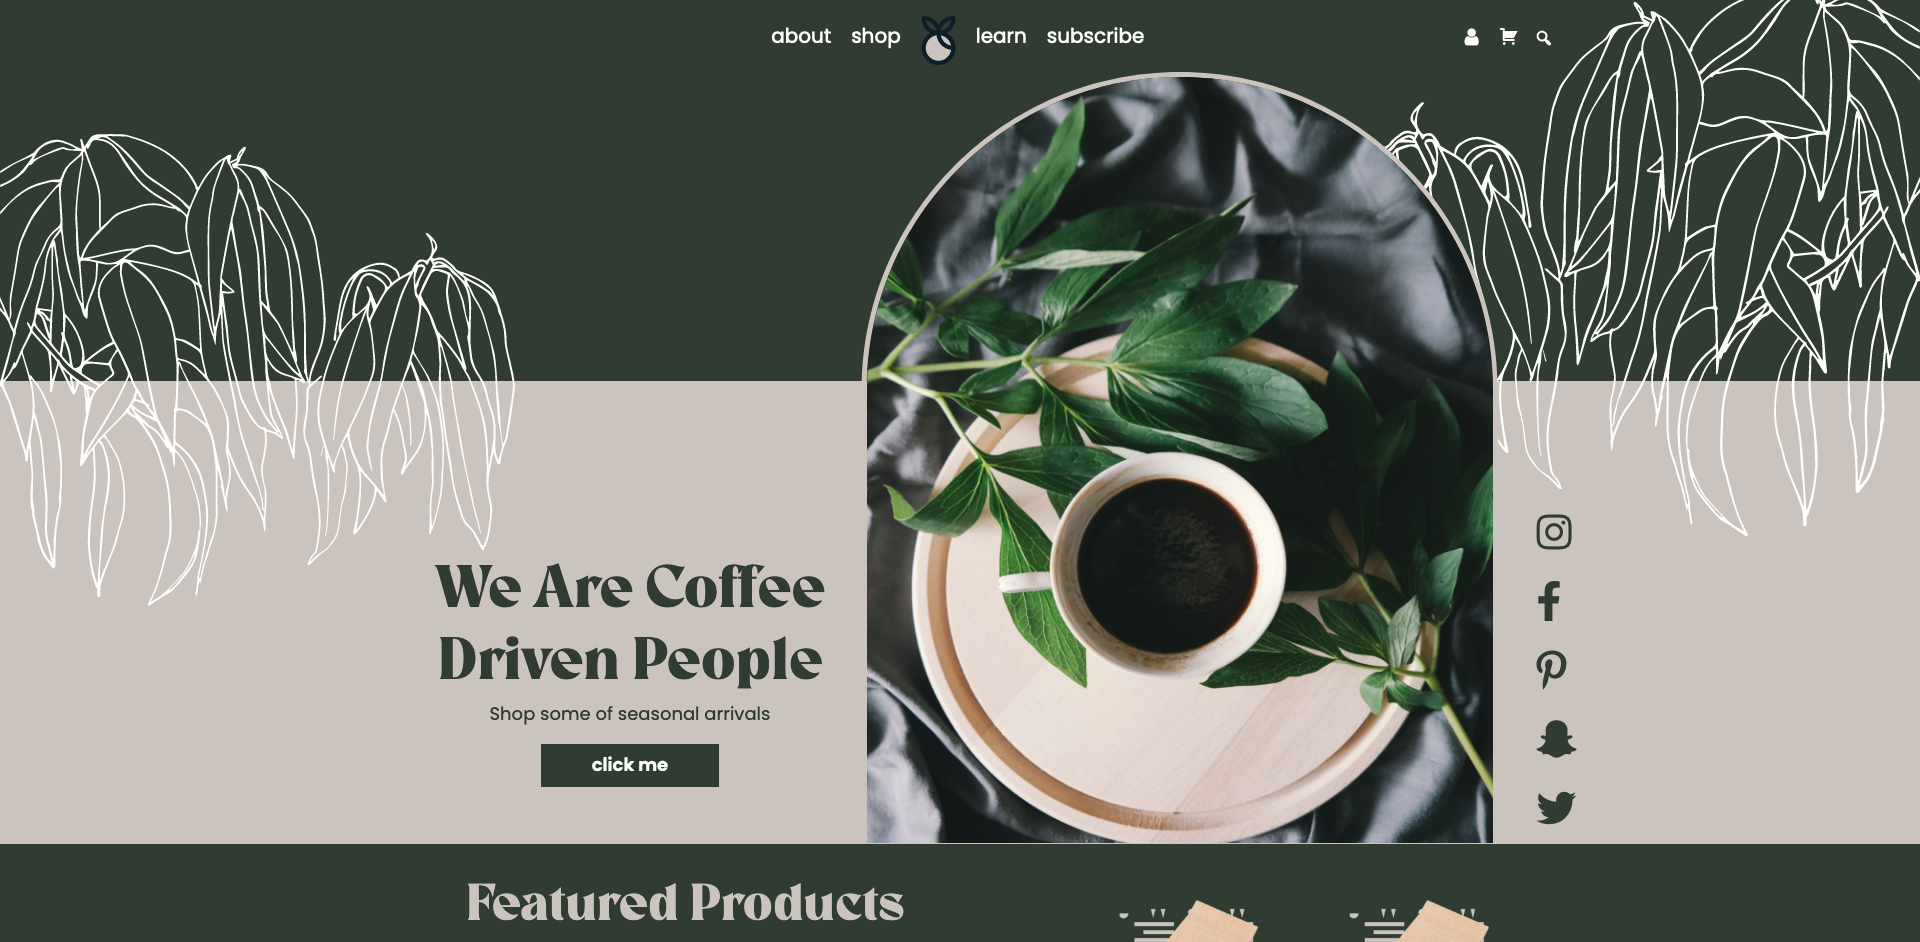 about shop learn subscribe
We Are Coffee
Driven People
Shop some of seasonal arrivals
click me
Featured Products